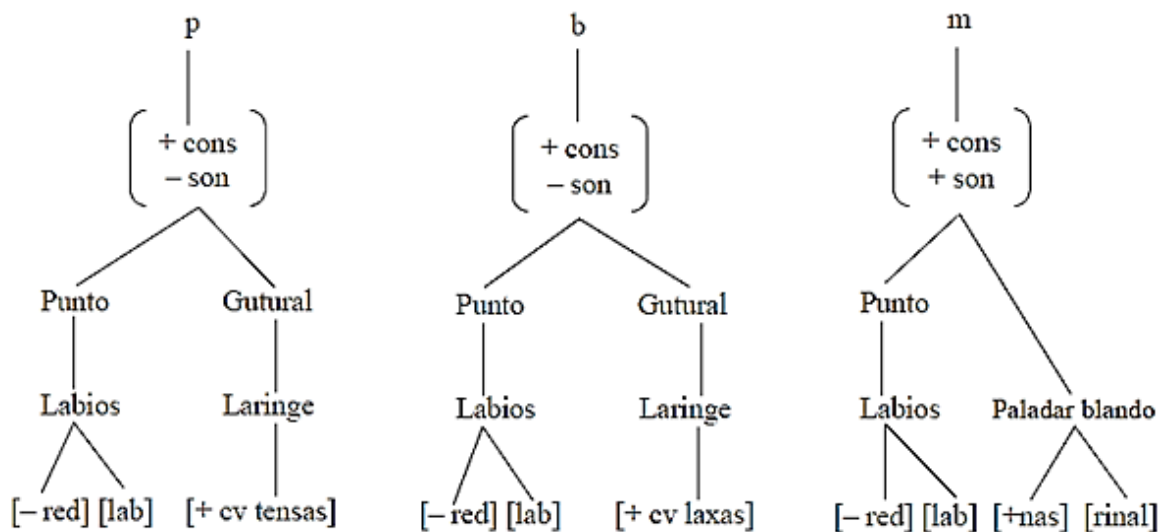 p b m
+ cons + cons + cons
– son – son + son
Punto Gutural Punto Gutural Punto
Labios Laringe Labios Laringe Labios Paladar blando
[– red] [lab] [+ cv tensas] [– red] [lab] [+ cv laxas] [– red] [lab] [+nas] [rinal]